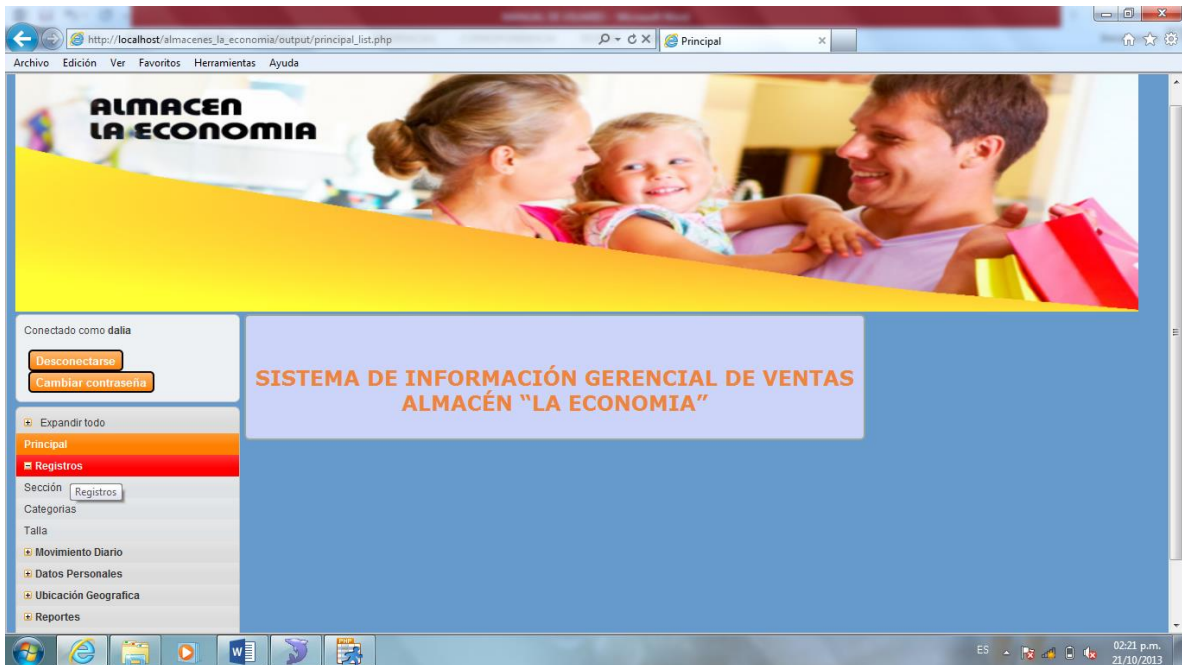 http://localhost/almacenes_la_economia/output/principal_list.php
Principal
Archivo Edición Ver Favoritos Herramientas Ayuda
ALMACEN
LA ECONOMIA
Conectado como dalia
Desconectarse
Cambiar contraseña
SISTEMA DE INFORMACIÓN GERENCIAL DE VENTAS
ALMACÉN “LA ECONOMIA”
Expandir todo
Principal
Registros
Sección
Registros
Categorias
Talla
Movimiento Diario
Datos Personales
Ubicación Geografica
Reportes
ES
02:21 p.m.
21/10/2013